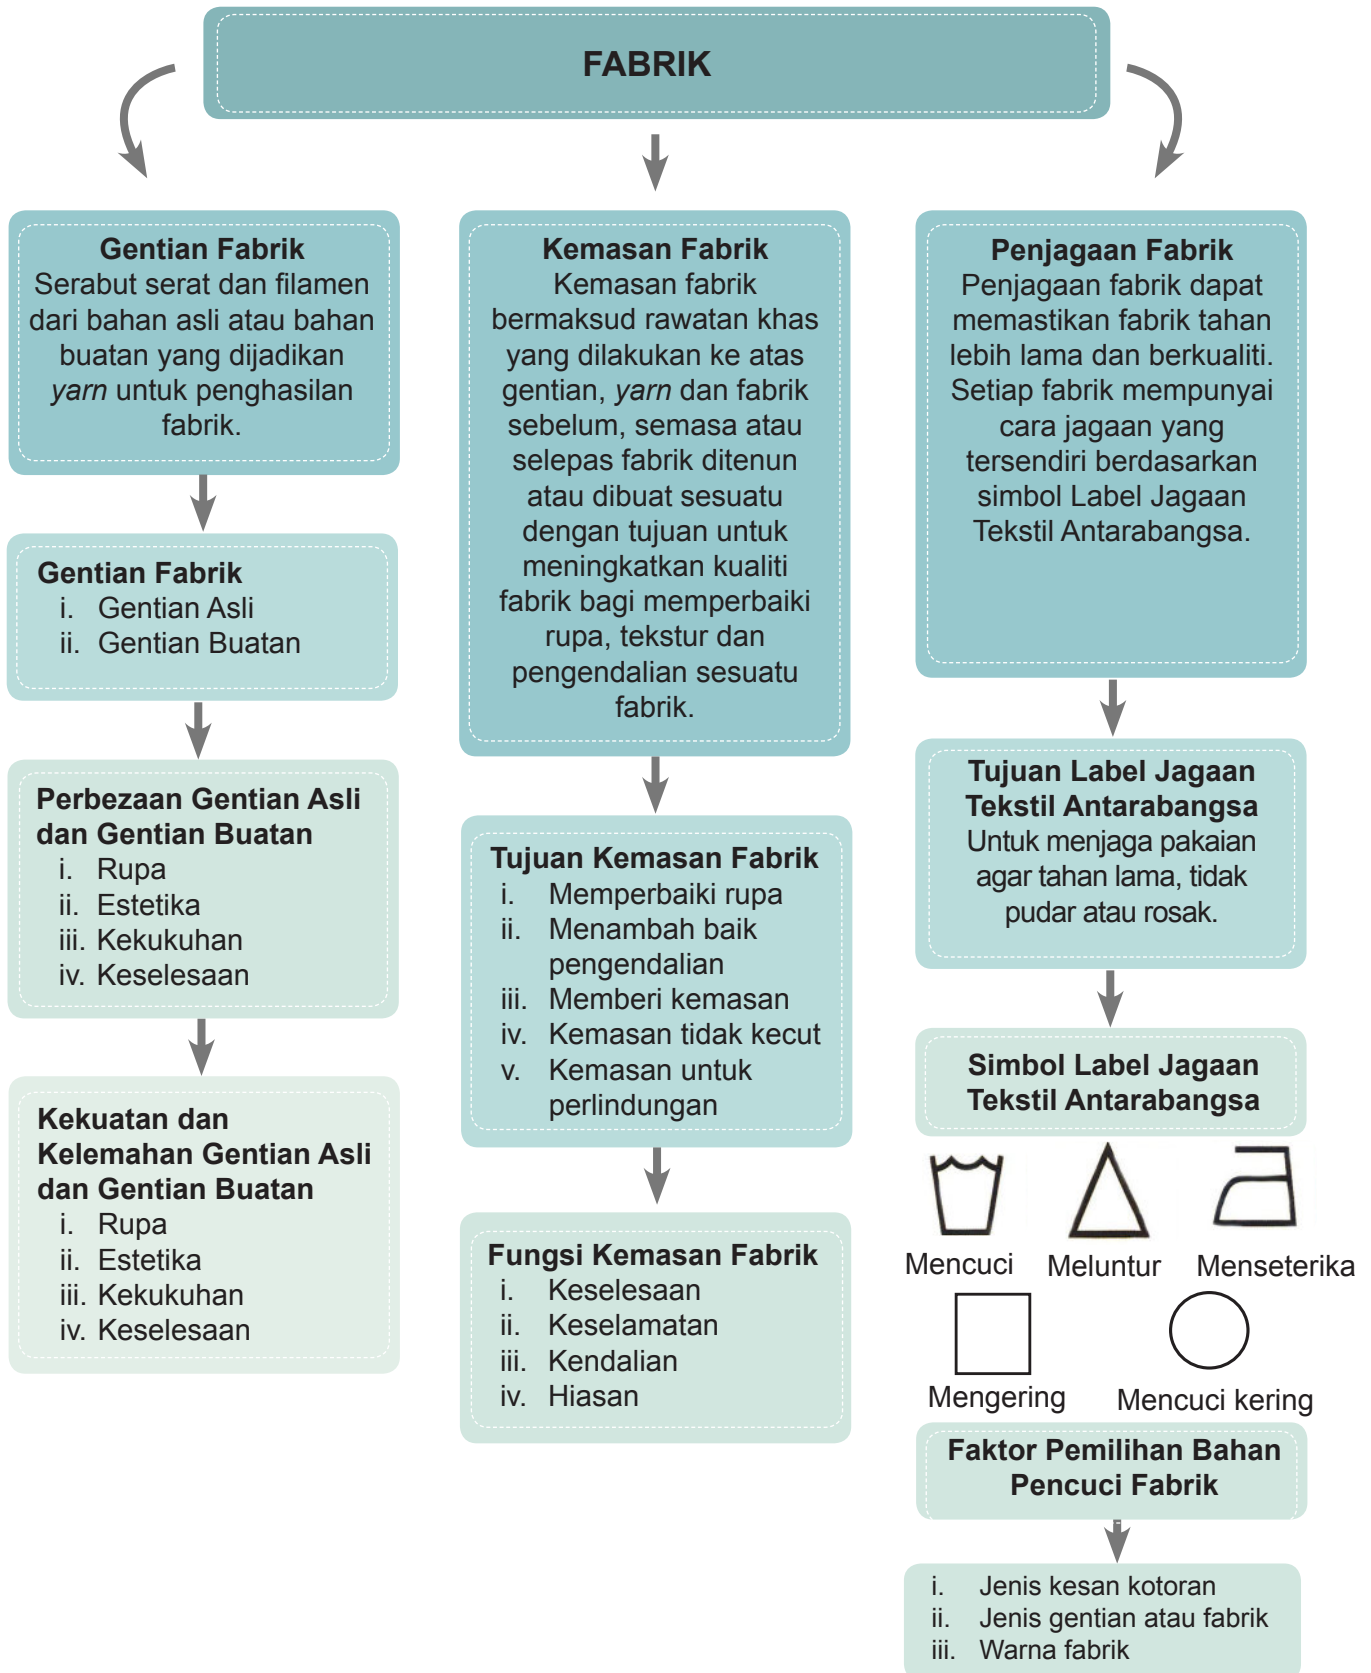 FABRIK
Gentian Fabrik
Serabut serat dan filamen
dari bahan asli atau bahan
buatan yang dijadikan
yarn untuk penghasilan
fabrik.
Gentian Fabrik
i. Gentian Asli
ii. Gentian Buatan
Perbezaan Gentian Asli
dan Gentian Buatan
i. Rupa
ii. Estetika
iii. Kekukuhan
iv. Keselesaan
Kekuatan dan
Kelemahan Gentian Asli
dan Gentian Buatan
i. Rupa
ii. Estetika
iii. Kekukuhan
iv. Keselesaan
Kemasan Fabrik
Kemasan fabrik
bermaksud rawatan khas
yang dilakukan ke atas
gentian, yarn dan fabrik
sebelum, semasa atau
selepas fabrik ditenun
atau dibuat sesuatu
dengan tujuan untuk
meningkatkan kualiti
fabrik bagi memperbaiki
rupa, tekstur dan
pengendalian sesuatu
fabrik.
Tujuan Kemasan Fabrik
i. Memperbaiki rupa
ii. Menambah baik
pengendalian
iii. Memberi kemasan
iv. Kemasan tidak kecut
v. Kemasan untuk
perlindungan
Fungsi Kemasan Fabrik
i. Keselesaan
ii. Keselamatan
iii. Kendalian
iv. Hiasan
Penjagaan Fabrik
Penjagaan fabrik dapat
memastikan fabrik tahan
lebih lama dan berkualiti.
Setiap fabrik mempunyai
cara jagaan yang
tersendiri berdasarkan
simbol Label Jagaan
Tekstil Antarabangsa.
Tujuan Label Jagaan
Tekstil Antarabangsa
Untuk menjaga pakaian
agar tahan lama, tidak
pudar atau rosak.
Simbol Label Jagaan
Tekstil Antarabangsa
Mencuci Meluntur Menseterika
Mengering Mencuci kering
Faktor Pemilihan Bahan
Pencuci Fabrik
i. Jenis kesan kotoran
ii. Jenis gentian atau fabrik
iii. Warna fabrik